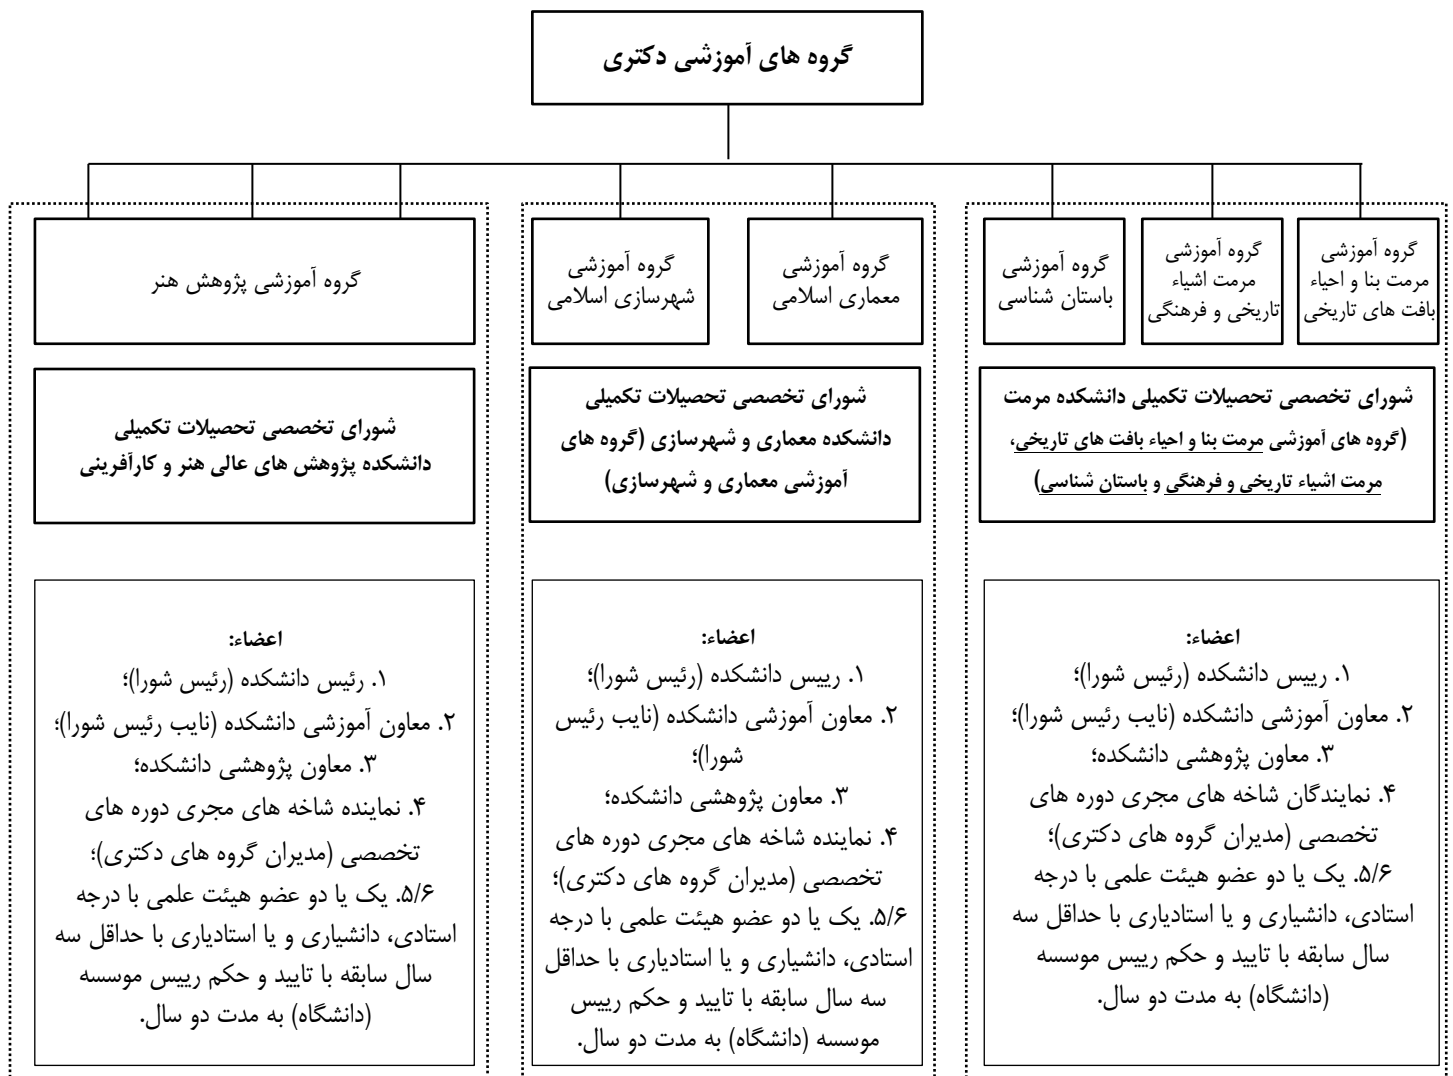 گروه های آموزشی دکتری
گروه آموزشی
مرمت بنا و احیاء
بافت های تاریخی
گروه آموزشی
مرمت اشیاء
تاریخی و فرهنگی
گروه آموزشی
باستان شناسی
گروه آموزشی
معماری اسلامی
گروه آموزشی
شهرسازی اسلامی
گروه آموزشی پژوهش هنر
شورای تخصصی تحصیلات تکمیلی دانشکده مرمت
(گروه های آموزشی مرمت بنا و احیاء بافت های تاریخی،
مرمت اشیاء تاریخی و فرهنگی و باستان شناسی)
شورای تخصصی تحصیلات تکمیلی
دانشکده معماری و شهرسازی (گروه های
آموزشی معماری و شهرسازی)
شورای تخصصی تحصیلات تکمیلی
دانشکده پژوهش های عالی هنر و کارآفرینی
اعضاء:
۱. رییس دانشکده (رئیس شورا)؛
۲. معاون آموزشی دانشکده (نایب رئیس شورا)؛
۳. معاون پژوهشی دانشکده؛
۴. نمایندگان شاخه های مجری دوره های
تخصصی (مدیران گروه های دکتری)؛
۵/۶. یک یا دو عضو هیئت علمی با درجه
استادی، دانشیاری و یا استادیاری با حداقل سه
سال سابقه با تایید و حکم رییس موسسه
(دانشگاه) به مدت دو سال.
اعضاء:
۱. رییس دانشکده (رئیس شورا)؛
۲. معاون آموزشی دانشکده (نایب رئیس
شورا)؛
۳. معاون پژوهشی دانشکده؛
۴. نماینده شاخه های مجری دوره های
تخصصی (مدیران گروه های دکتری)؛
۵/۶. یک یا دو عضو هیئت علمی با درجه
استادی، دانشیاری و یا استادیاری با حداقل
سه سال سابقه با تایید و حکم رییس
موسسه (دانشگاه) به مدت دو سال.
اعضاء:
۱. رئیس دانشکده (رئیس شورا)؛
۲. معاون آموزشی دانشکده (نایب رئیس شورا)؛
۳. معاون پژوهشی دانشکده؛
۴. نماینده شاخه های مجری دوره های
تخصصی (مدیران گروه های دکتری)؛
۵/۶. یک یا دو عضو هیئت علمی با درجه
استادی، دانشیاری و یا استادیاری با حداقل سه
سال سابقه با تایید و حکم رییس موسسه
(دانشگاه) به مدت دو سال.